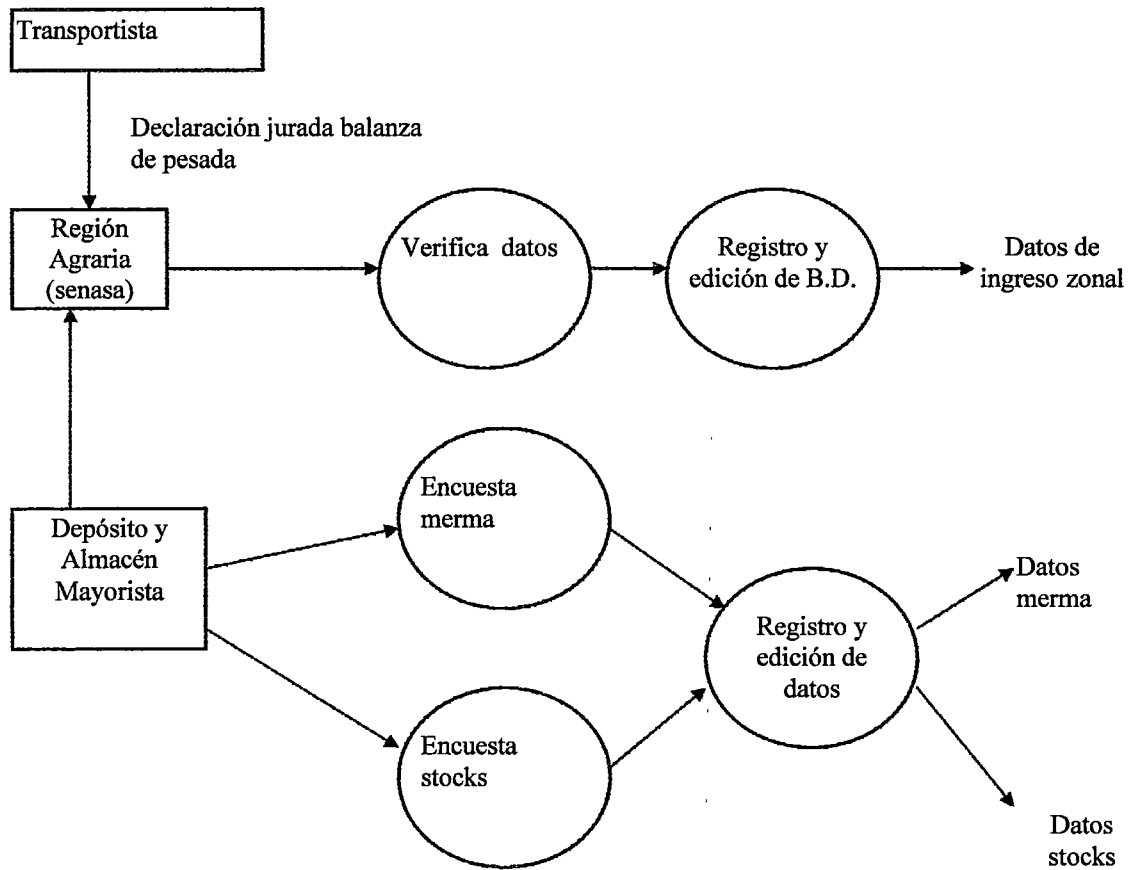 Transportista
Declaración jurada balanza
de pesada
Región
Agraria
(senasa)
Verifica datos
Registro y
edición de B.D.
Datos de
ingreso zonal
Depósito y
Almacén
Mayorista
Encuesta
merma
Encuesta
stocks
Registro y
edición de
datos
Datos
merma
Datos
stocks